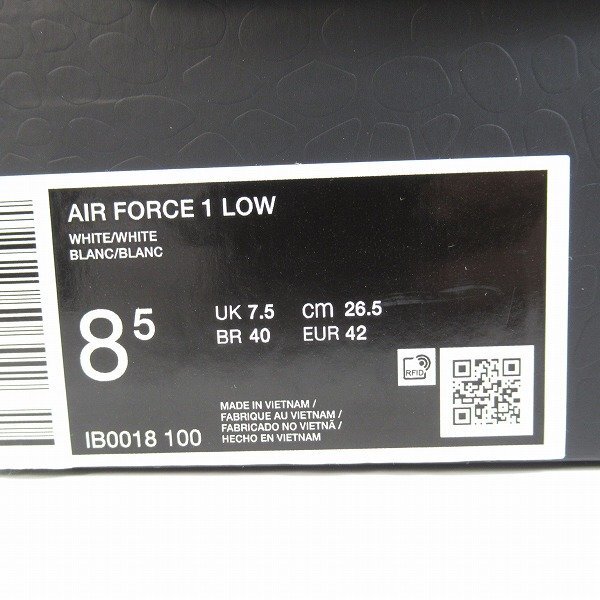 AIR FORCE 1 LOW
WHITE/WHITE
BLANC/BLANC
8⁵
UK 7.5 cm 26.5
BR 40 EUR 42
RFID
MADE IN VIETNAM /
FABRIQUE AU VIETNAM /
FABRICADO NO VIETNÃ /
HECHO EN VIETNAM
IB0018 100